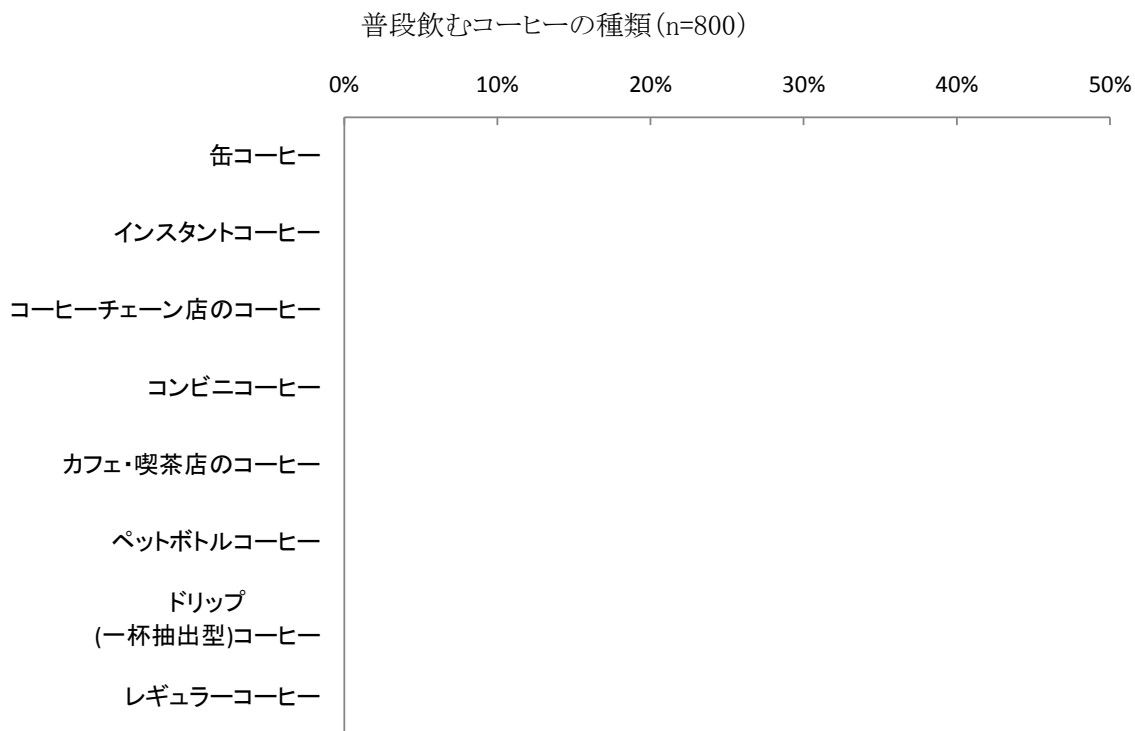 普段飲むコーヒーの種類(n=800)
0% 10% 20% 30% 40% 50%
缶コーヒー
インスタントコーヒー
コーヒーチェーン店のコーヒー
コンビニコーヒー
カフェ・喫茶店のコーヒー
ペットボトルコーヒー
ドリップ
(一杯抽出型)コーヒー
レギュラーコーヒー